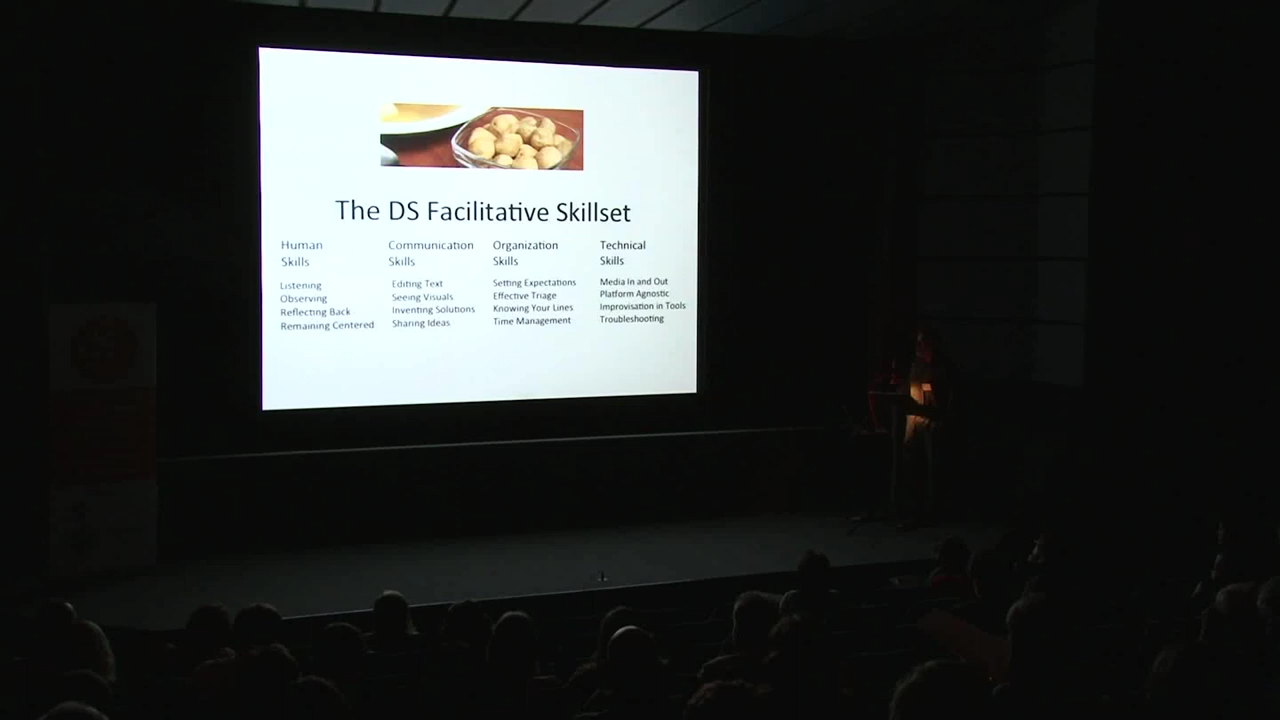 The DS Facilitative Skillset
Human
Skills
Listening
Observing
Reflecting Back
Remaining Centered
Communication
Skills
Editing Text
Seeing Visuals
Inventing Solutions
Sharing Ideas
Organization
Skills
Setting Expectations
Effective Triage
Knowing Your Lines
Time Management
Technical
Skills
Media In and Out
Platform Agnostic
Improvisation in Tools
Troubleshooting